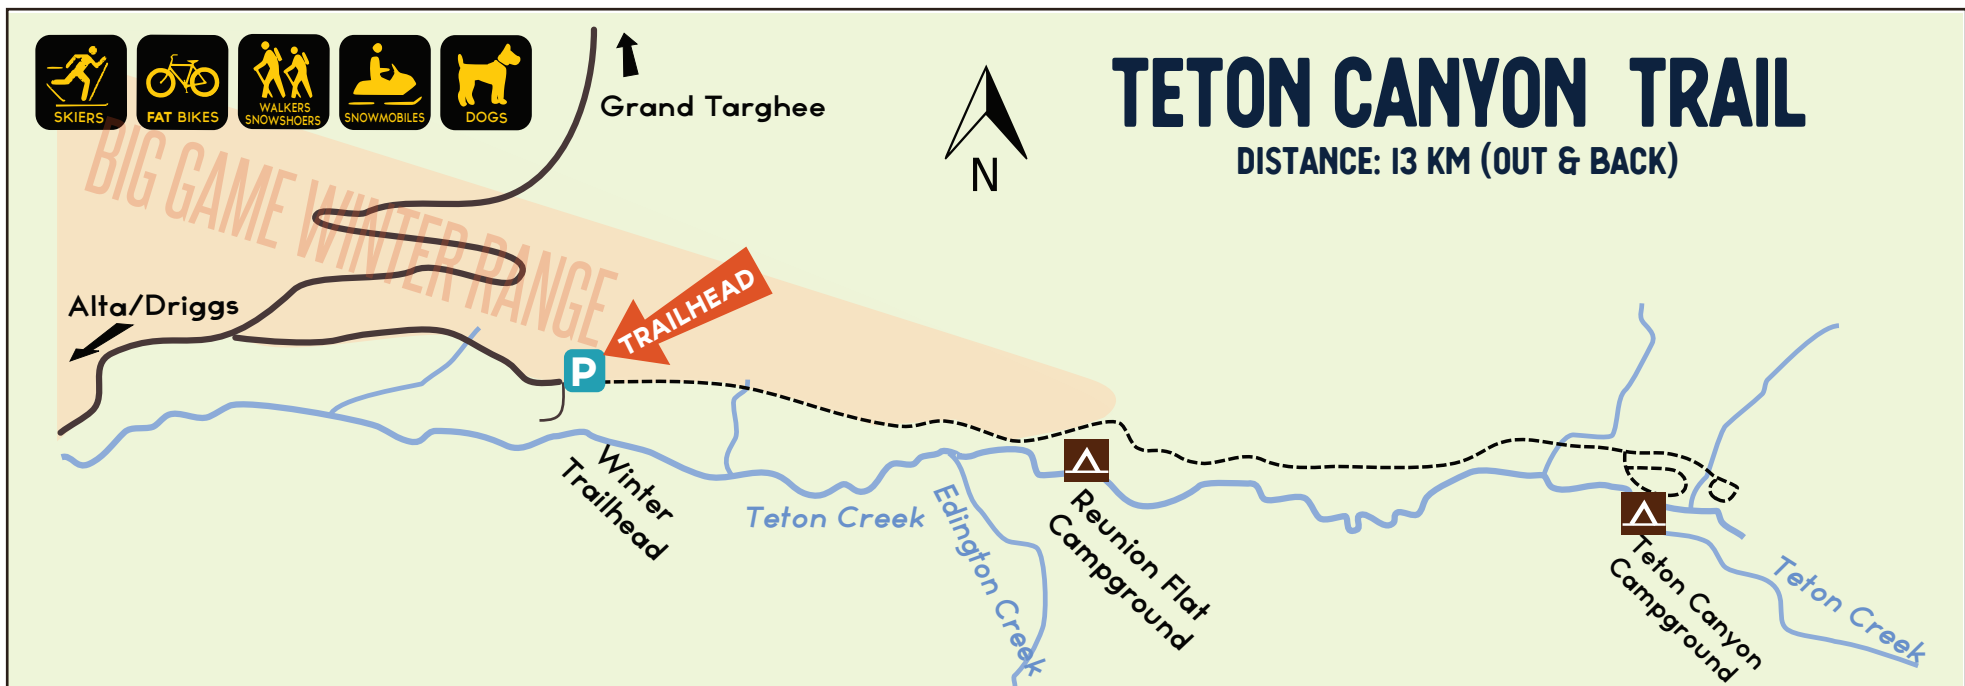 SKIERS
FAT BIKES
WALKERS
SNOWSHOERS
SNOWMOBILES
DOGS
Grand Targhee
N
TETON CANYON TRAIL
DISTANCE: 13 KM (OUT & BACK)
BIG GAME WINTER RANGE
Alta/Driggs
TRAILHEAD
P
Winter
Trailhead
Teton Creek
Edington Creek
Reunion Flat
Campground
Teton Canyon
Campground
Teton Creek